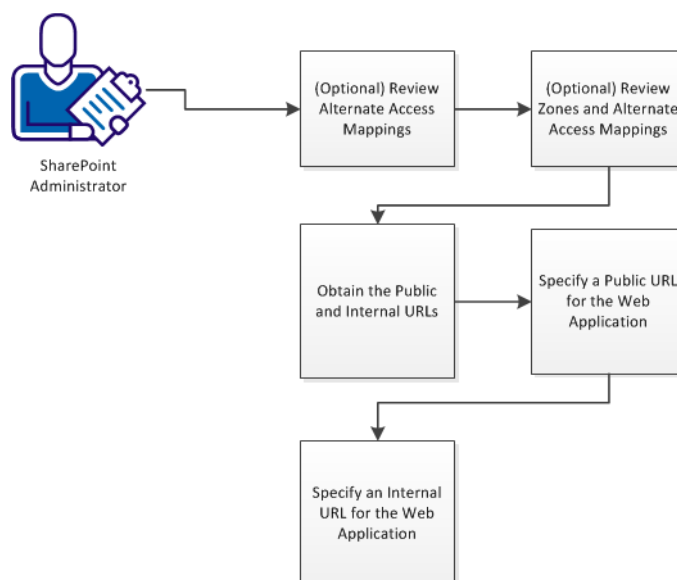 SharePoint
Administrator
(Optional) Review
Alternate Access
Mappings
(Optional) Review
Zones and Alternate
Access Mappings
Obtain the Public
and Internal URLs
Specify a Public URL
for the Web
Application
Specify an Internal
URL for the Web
Application